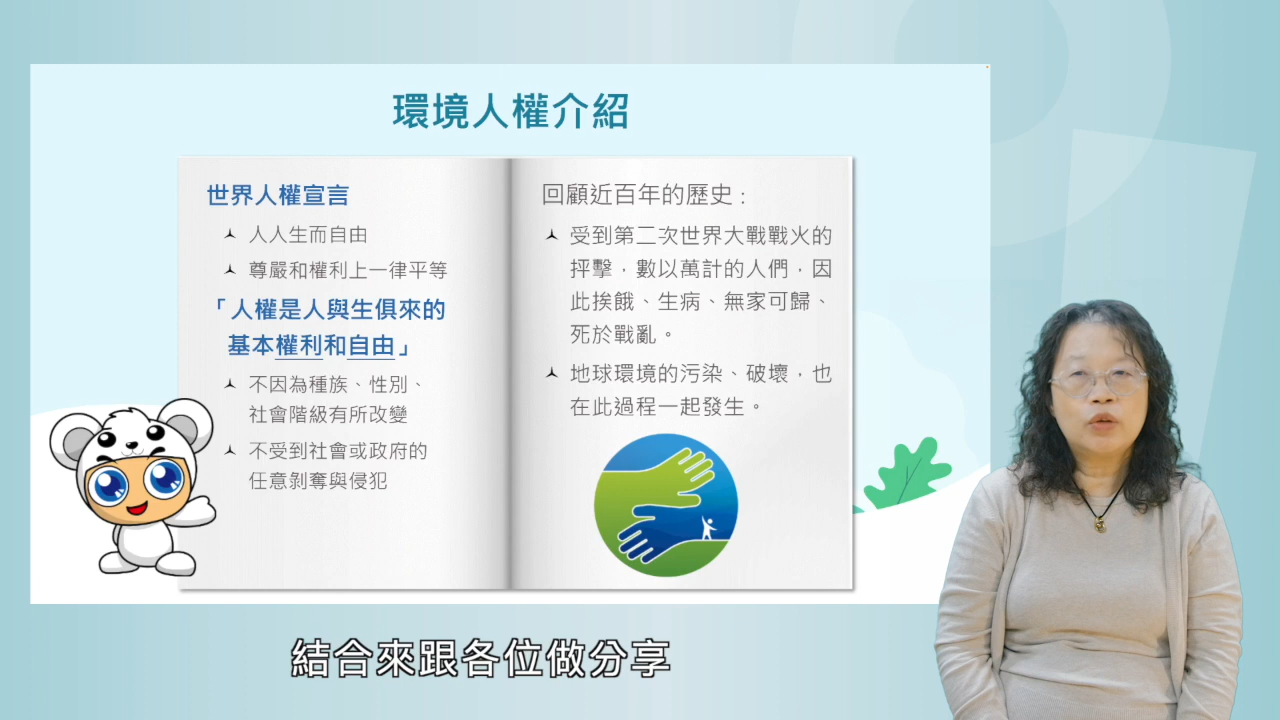 環境人權介紹
世界人權宣言
人人生而自由
尊嚴和權利上一律平等
「人權是人與生俱來的
基本權利和自由」
不因為種族、性別、
社會階級有所改變
不受到社會或政府的
任意剝奪與侵犯
回顧近百年的歷史：
受到第二次世界大戰戰火的
抨擊，數以萬計的人們，因
此挨餓、生病、無家可歸、
死於戰亂。
地球環境的污染、破壞，也
在此過程一起發生。
結合來跟各位做分享